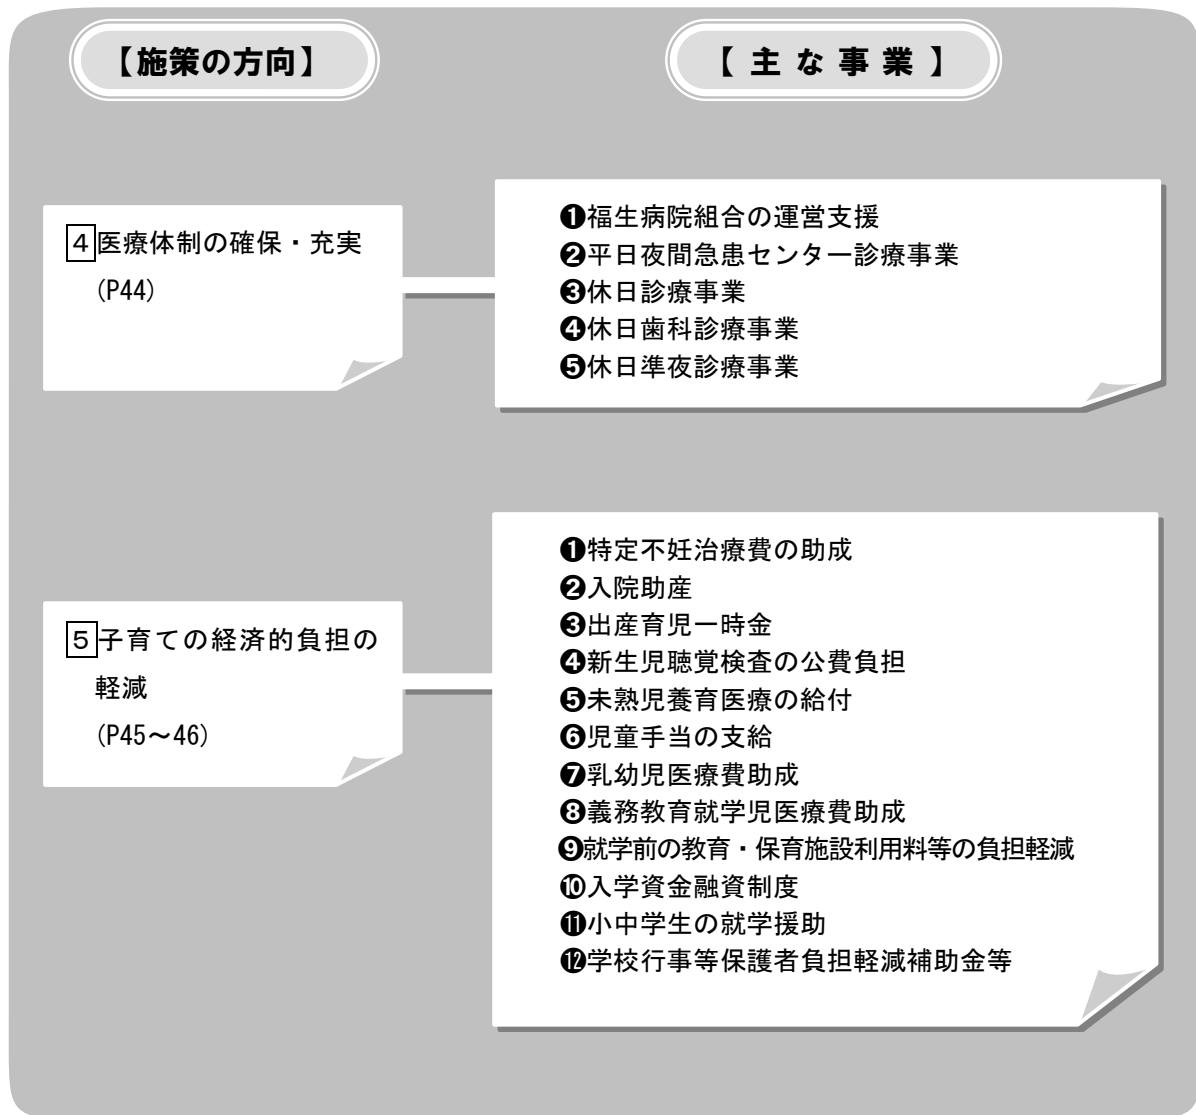 【施策の方向】
【 主 な 事 業 】
4 医療体制の確保・充実
(P44)
❶福生病院組合の運営支援
❷平日夜間急患センター診療事業
❸休日診療事業
❹休日歯科診療事業
❺休日準夜診療事業
5 子育ての経済的負担の
軽減
(P45～46)
❶特定不妊治療費の助成
❷入院助産
❸出産育児一時金
❹新生児聴覚検査の公費負担
❺未熟児養育医療の給付
❻児童手当の支給
❼乳幼児医療費助成
❽義務教育就学児医療費助成
❾就学前の教育・保育施設利用料等の負担軽減
❿入学資金融資制度
⓫小中学生の就学援助
⓬学校行事等保護者負担軽減補助金等